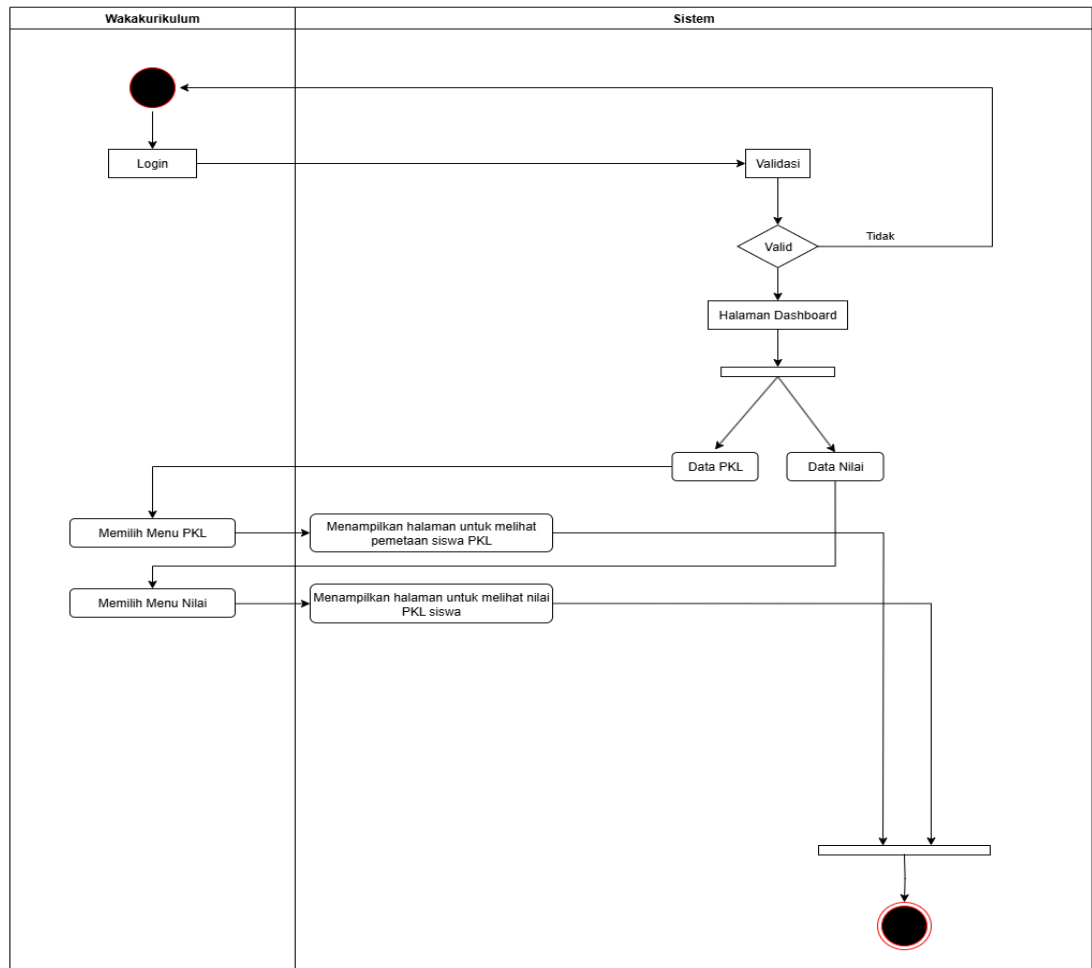 Wakakurikulum
Sistem
Login
Validasi
Valid
Tidak
Halaman Dashboard
Data PKL
Data Nilai
Memilih Menu PKL
Menampilkan halaman untuk melihat
pemetaan siswa PKL
Memilih Menu Nilai
Menampilkan halaman untuk melihat nilai
PKL siswa